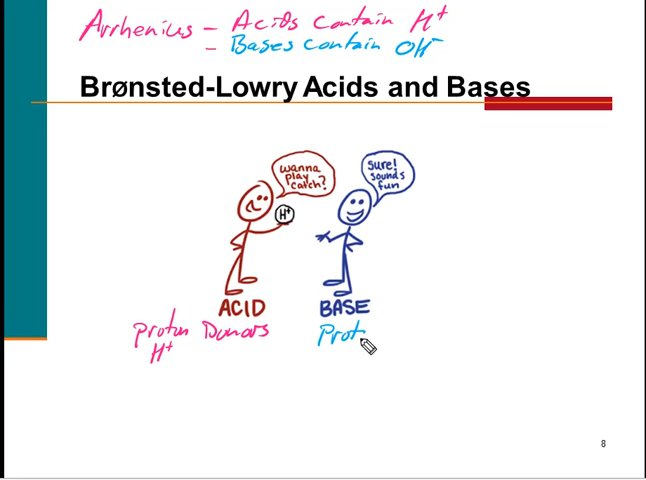 Arrhenius - Acids contain H+
- Bases contain OH-
Brønsted-Lowry Acids and Bases
wanna
play
catch?
H+
sure!
sounds
fun
ACID
BASE
Proton Donors
H+
Prot
8